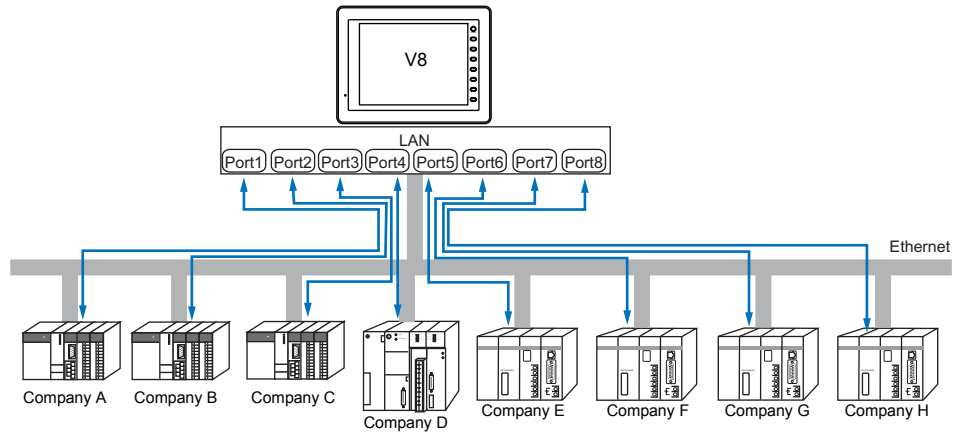 V8
LAN
Port1 Port2 Port3 Port4 Port5 Port6 Port7 Port8
Ethernet
Company A Company B Company C Company D Company E Company F Company G Company H